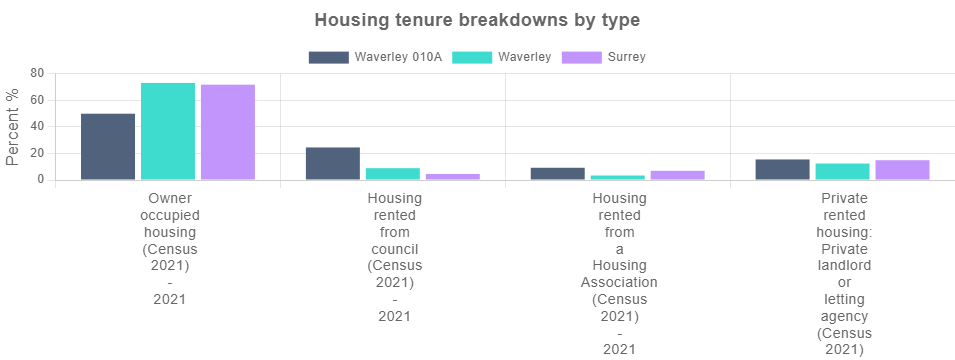 Housing tenure breakdowns by type
Waverley 010A
Waverley
Surrey
Percent %
80
60
40
20
0
Owner
occupied
housing
(Census
2021)
-
2021
Housing
rented
from
council
(Census
2021)
-
2021
Housing
rented
from
a
Housing
Association
(Census
2021)
-
2021
Private
rented
housing:
Private
landlord
or
letting
agency
(Census
2021)